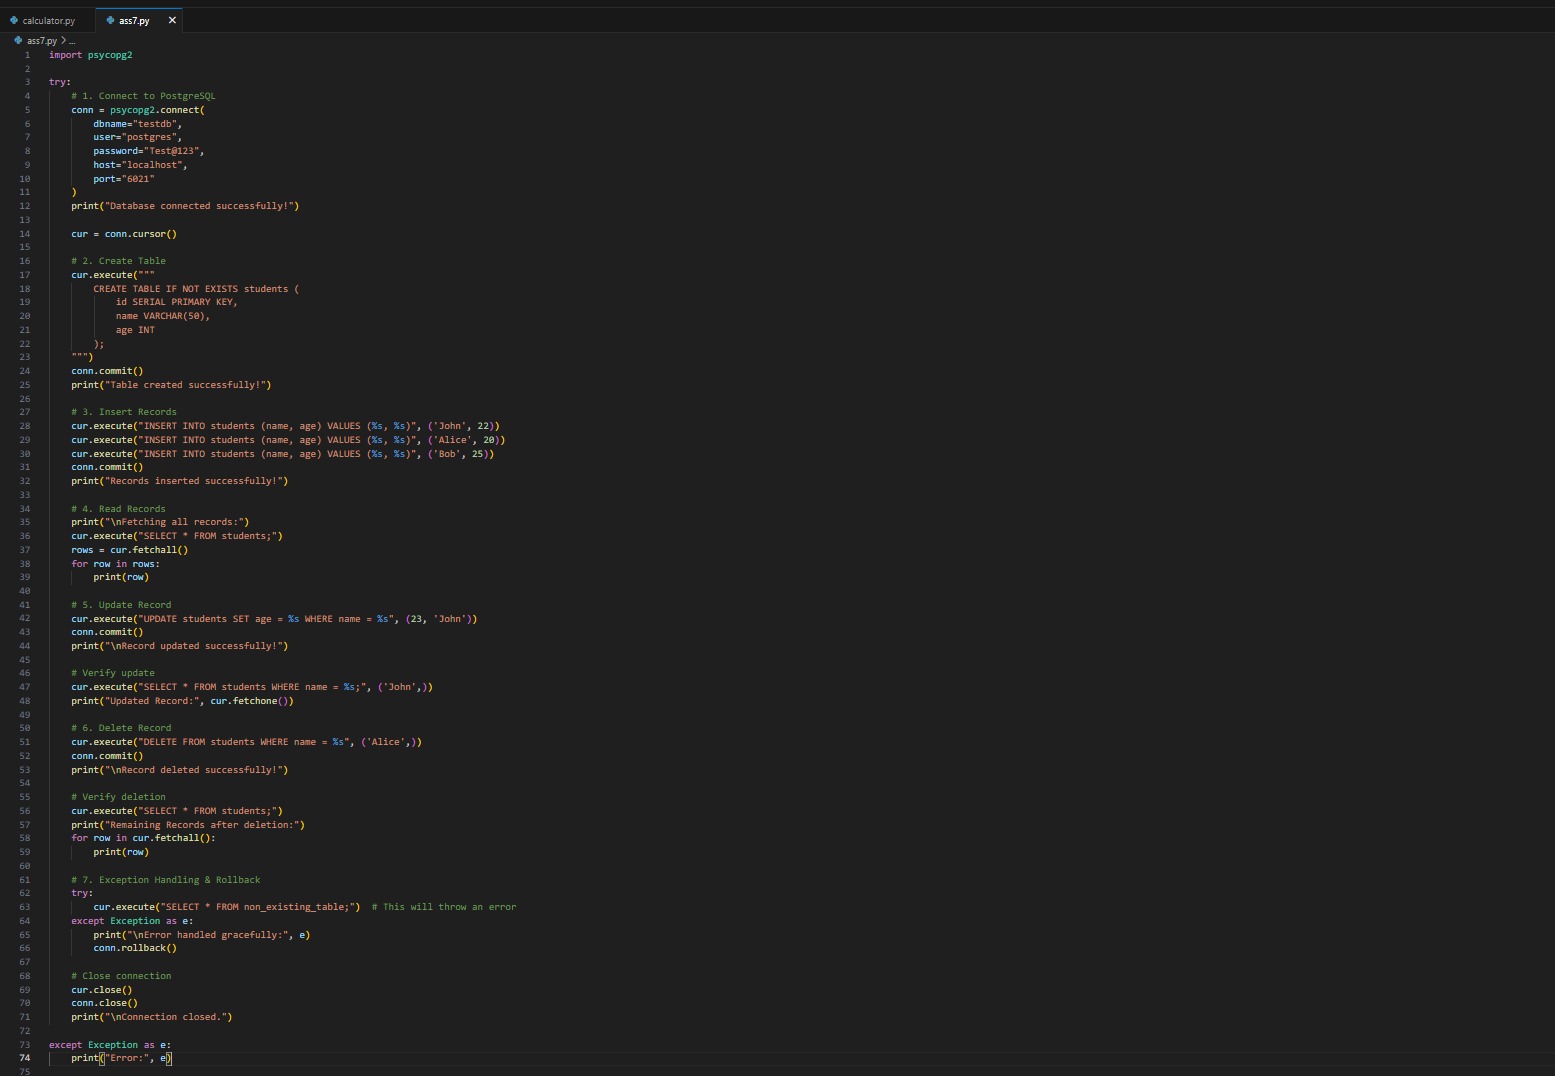 calculator.py
ass7.py ✕
ass7.py > ...
1 import psycopg2
2
3 try:
4 # 1. Connect to PostgreSQL
5 conn = psycopg2.connect(
6 dbname="testdb",
7 user="postgres",
8 password="Test@123",
9 host="localhost",
10 port="6021"
11 )
12 print("Database connected successfully!")
13
14 cur = conn.cursor()
15
16 # 2. Create Table
17 cur.execute("""
18 CREATE TABLE IF NOT EXISTS students (
19 id SERIAL PRIMARY KEY,
20 name VARCHAR(50),
21 age INT
22 );
23 """)
24 conn.commit()
25 print("Table created successfully!")
26
27 # 3. Insert Records
28 cur.execute("INSERT INTO students (name, age) VALUES (%s, %s)", ('John', 22))
29 cur.execute("INSERT INTO students (name, age) VALUES (%s, %s)", ('Alice', 20))
30 cur.execute("INSERT INTO students (name, age) VALUES (%s, %s)", ('Bob', 25))
31 conn.commit()
32 print("Records inserted successfully!")
33
34 # 4. Read Records
35 print("\nFetching all records:")
36 cur.execute("SELECT * FROM students;")
37 rows = cur.fetchall()
38 for row in rows:
39 print(row)
40
41 # 5. Update Record
42 cur.execute("UPDATE students SET age = %s WHERE name = %s", (23, 'John'))
43 conn.commit()
44 print("\nRecord updated successfully!")
45
46 # Verify update
47 cur.execute("SELECT * FROM students WHERE name = %s;", ('John',))
48 print("Updated Record:", cur.fetchone())
49
50 # 6. Delete Record
51 cur.execute("DELETE FROM students WHERE name = %s", ('Alice',))
52 conn.commit()
53 print("\nRecord deleted successfully!")
54
55 # Verify deletion
56 cur.execute("SELECT * FROM students;")
57 print("Remaining Records after deletion:")
58 for row in cur.fetchall():
59 print(row)
60
61 # 7. Exception Handling & Rollback
62 try:
63 cur.execute("SELECT * FROM non_existing_table;") # This will throw an error
64 except Exception as e:
65 print("\nError handled gracefully:", e)
66 conn.rollback()
67
68 # Close connection
69 cur.close()
70 conn.close()
71 print("\nConnection closed.")
72
73 except Exception as e:
74 print("Error:", e)
75